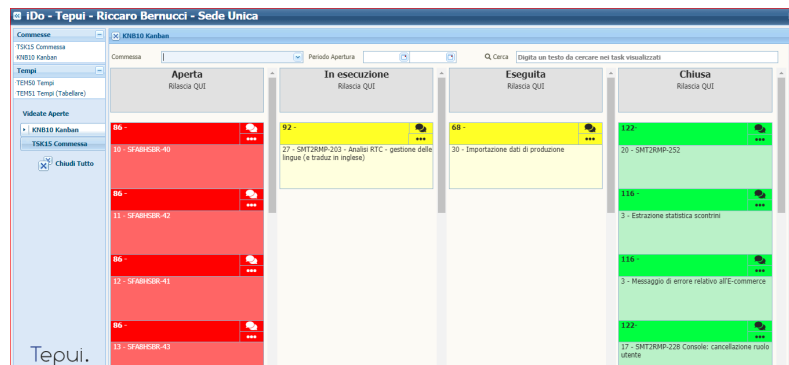 iDo - Tepui - Riccaro Bernucci - Sede Unica
Commesse
TSK15 Commessa
KNB10 Kanban
Tempi
TEM50 Tempi
TEM51 Tempi (Tabellare)
Videate Aperte
KNB10 Kanban
TSK15 Commessa
Chiudi Tutto
Tepui.
KNB10 Kanban
Commessa
Periodo Apertura
Cerca
Digita un testo da cercare nei task visualizzati
Aperta
Rilascia QUI
86 -
10 - SFABHSBR-40
86 -
11 - SFABHSBR-42
86 -
12 - SFABHSBR-41
86 -
13 - SFABHSBR-43
In esecuzione
Rilascia QUI
92 -
27 - SMT2RMP-203 - Analisi RTC - gestione delle
lingue (e traduz in inglese)
Eseguita
Rilascia QUI
68 -
30 - Importazione dati di produzione
Chiusa
Rilascia QUI
122-
20 - SMT2RMP-252
116 -
3 - Estrazione statistica scontrini
116 -
3 - Messaggio di errore relativo all'E-commerce
122-
17 - SMT2RMP-228 Console: cancellazione ruolo
utente